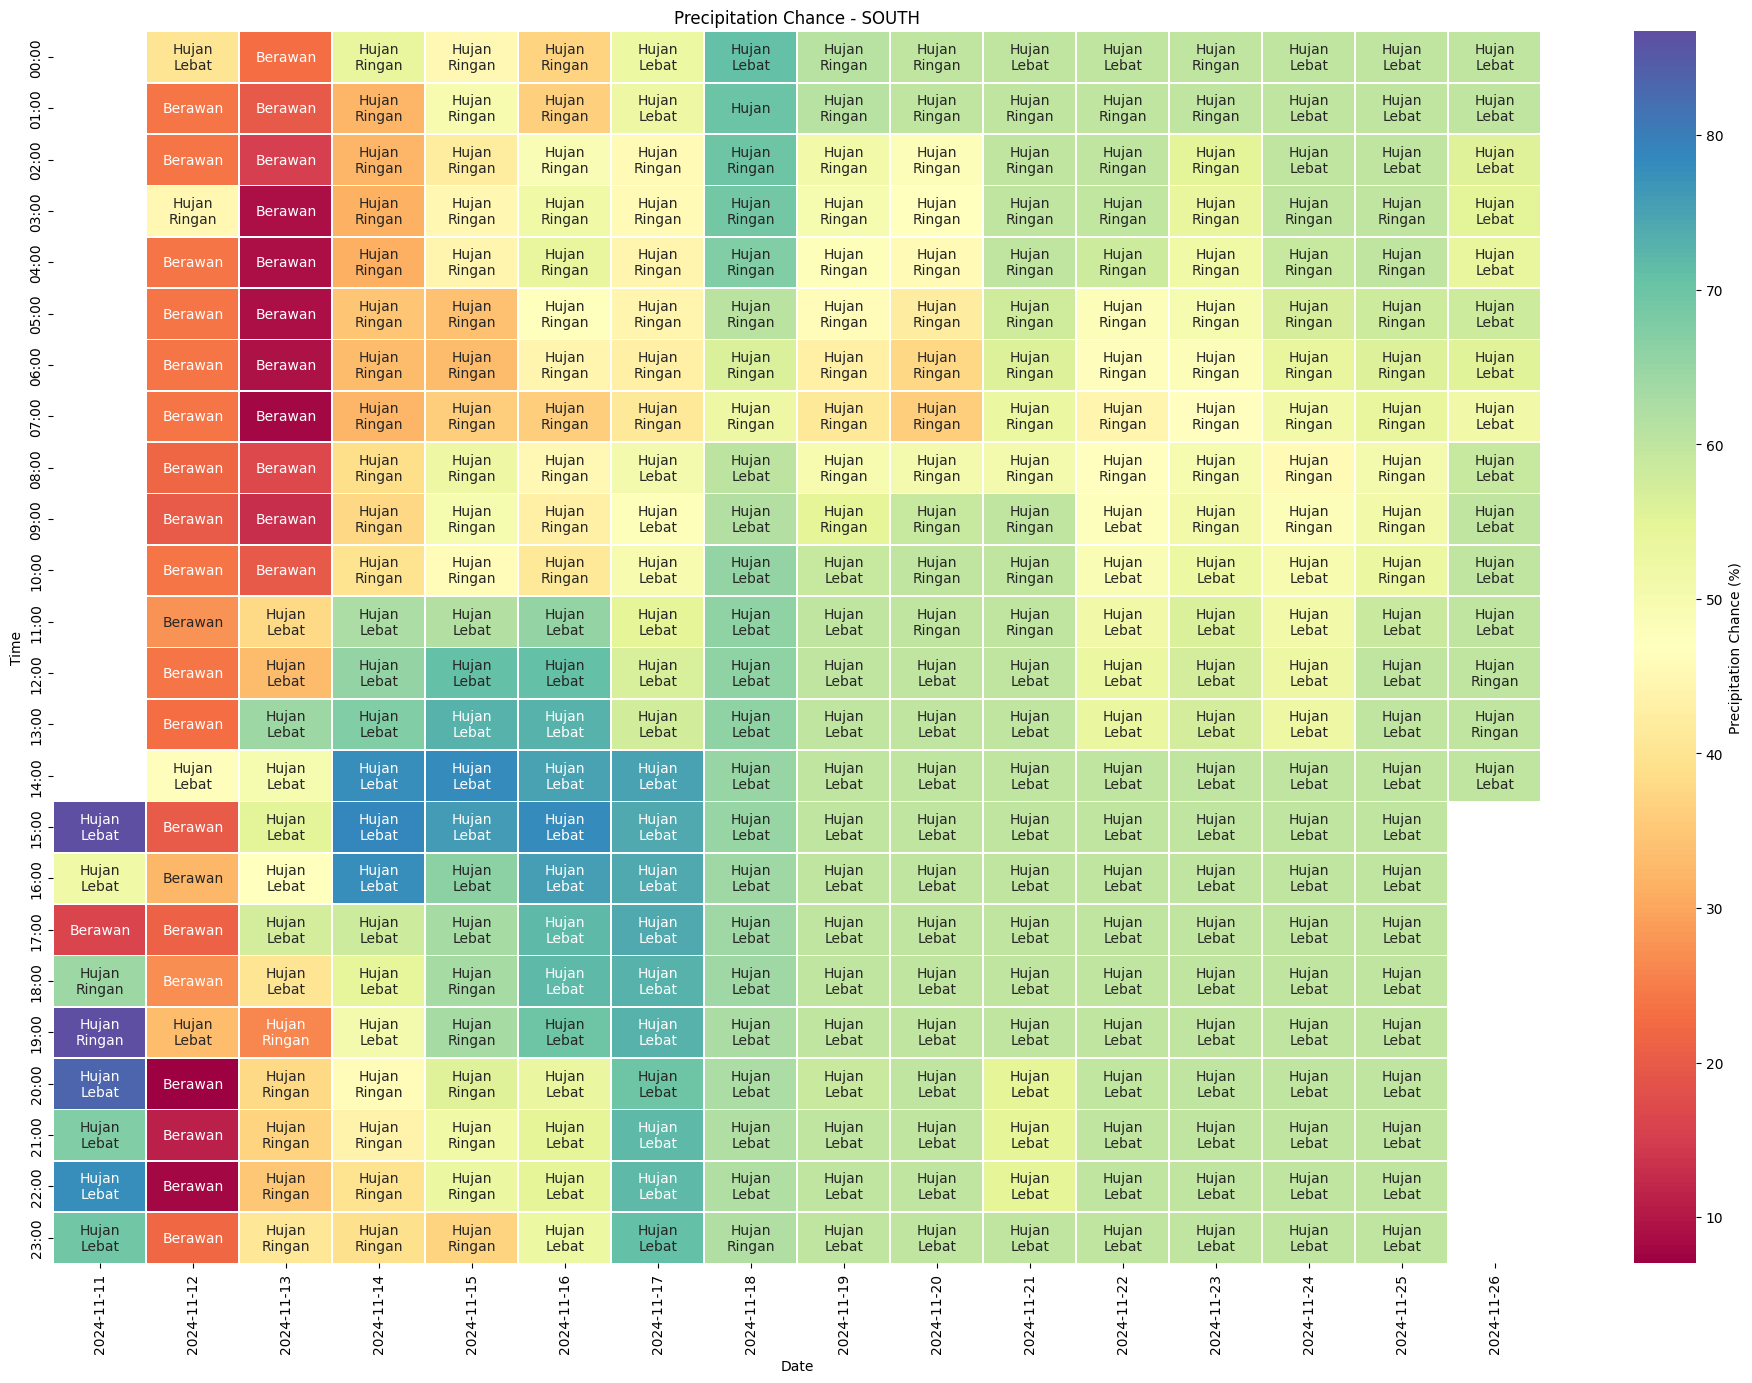 Precipitation Chance - SOUTH
00:00 Hujan Lebat Berawan Hujan Ringan Hujan Ringan Hujan Ringan Hujan Lebat Hujan Lebat Hujan Ringan Hujan Ringan Hujan Lebat Hujan Lebat Hujan Ringan Hujan Lebat Hujan Lebat Hujan Lebat
01:00 Berawan Berawan Hujan Ringan Hujan Ringan Hujan Ringan Hujan Lebat Hujan Hujan Ringan Hujan Ringan Hujan Ringan Hujan Ringan Hujan Ringan Hujan Lebat Hujan Lebat Hujan Lebat
02:00 Berawan Berawan Hujan Ringan Hujan Ringan Hujan Ringan Hujan Ringan Hujan Ringan Hujan Ringan Hujan Ringan Hujan Ringan Hujan Ringan Hujan Ringan Hujan Lebat Hujan Lebat Hujan Lebat
03:00 Hujan Ringan Berawan Hujan Ringan Hujan Ringan Hujan Ringan Hujan Ringan Hujan Ringan Hujan Ringan Hujan Ringan Hujan Ringan Hujan Ringan Hujan Ringan Hujan Ringan Hujan Ringan Hujan Lebat
04:00 Berawan Berawan Hujan Ringan Hujan Ringan Hujan Ringan Hujan Ringan Hujan Ringan Hujan Ringan Hujan Ringan Hujan Ringan Hujan Ringan Hujan Ringan Hujan Ringan Hujan Ringan Hujan Lebat
05:00 Berawan Berawan Hujan Ringan Hujan Ringan Hujan Ringan Hujan Ringan Hujan Ringan Hujan Ringan Hujan Ringan Hujan Ringan Hujan Ringan Hujan Ringan Hujan Ringan Hujan Ringan Hujan Lebat
06:00 Berawan Berawan Hujan Ringan Hujan Ringan Hujan Ringan Hujan Ringan Hujan Ringan Hujan Ringan Hujan Ringan Hujan Ringan Hujan Ringan Hujan Ringan Hujan Ringan Hujan Ringan Hujan Lebat
07:00 Berawan Berawan Hujan Ringan Hujan Ringan Hujan Ringan Hujan Ringan Hujan Ringan Hujan Ringan Hujan Ringan Hujan Ringan Hujan Ringan Hujan Ringan Hujan Ringan Hujan Ringan Hujan Lebat
08:00 Berawan Berawan Hujan Ringan Hujan Ringan Hujan Ringan Hujan Lebat Hujan Lebat Hujan Ringan Hujan Ringan Hujan Ringan Hujan Ringan Hujan Ringan Hujan Ringan Hujan Ringan Hujan Lebat
09:00 Berawan Berawan Hujan Ringan Hujan Ringan Hujan Ringan Hujan Lebat Hujan Lebat Hujan Ringan Hujan Ringan Hujan Ringan Hujan Lebat Hujan Ringan Hujan Ringan Hujan Ringan Hujan Lebat
10:00 Berawan Berawan Hujan Ringan Hujan Ringan Hujan Ringan Hujan Lebat Hujan Lebat Hujan Lebat Hujan Ringan Hujan Ringan Hujan Lebat Hujan Lebat Hujan Lebat Hujan Ringan Hujan Lebat
11:00 Berawan Hujan Lebat Hujan Lebat Hujan Lebat Hujan Lebat Hujan Lebat Hujan Lebat Hujan Lebat Hujan Ringan Hujan Ringan Hujan Lebat Hujan Lebat Hujan Lebat Hujan Lebat Hujan Lebat
12:00 Berawan Hujan Lebat Hujan Lebat Hujan Lebat Hujan Lebat Hujan Lebat Hujan Lebat Hujan Lebat Hujan Lebat Hujan Lebat Hujan Lebat Hujan Lebat Hujan Lebat Hujan Lebat Hujan Ringan
13:00 Berawan Hujan Lebat Hujan Lebat Hujan Lebat Hujan Lebat Hujan Lebat Hujan Lebat Hujan Lebat Hujan Lebat Hujan Lebat Hujan Lebat Hujan Lebat Hujan Lebat Hujan Lebat Hujan Ringan
14:00 Hujan Lebat Hujan Lebat Hujan Lebat Hujan Lebat Hujan Lebat Hujan Lebat Hujan Lebat Hujan Lebat Hujan Lebat Hujan Lebat Hujan Lebat Hujan Lebat Hujan Lebat Hujan Lebat Hujan Lebat
15:00 Hujan Lebat Berawan Hujan Lebat Hujan Lebat Hujan Lebat Hujan Lebat Hujan Lebat Hujan Lebat Hujan Lebat Hujan Lebat Hujan Lebat Hujan Lebat Hujan Lebat Hujan Lebat Hujan Lebat
16:00 Hujan Lebat Berawan Hujan Lebat Hujan Lebat Hujan Lebat Hujan Lebat Hujan Lebat Hujan Lebat Hujan Lebat Hujan Lebat Hujan Lebat Hujan Lebat Hujan Lebat Hujan Lebat Hujan Lebat
17:00 Berawan Berawan Hujan Lebat Hujan Lebat Hujan Lebat Hujan Lebat Hujan Lebat Hujan Lebat Hujan Lebat Hujan Lebat Hujan Lebat Hujan Lebat Hujan Lebat Hujan Lebat Hujan Lebat
18:00 Hujan Ringan Berawan Hujan Lebat Hujan Lebat Hujan Ringan Hujan Lebat Hujan Lebat Hujan Lebat Hujan Lebat Hujan Lebat Hujan Lebat Hujan Lebat Hujan Lebat Hujan Lebat Hujan Lebat
19:00 Hujan Ringan Hujan Lebat Hujan Ringan Hujan Lebat Hujan Ringan Hujan Lebat Hujan Lebat Hujan Lebat Hujan Lebat Hujan Lebat Hujan Lebat Hujan Lebat Hujan Lebat Hujan Lebat Hujan Lebat
20:00 Hujan Lebat Berawan Hujan Ringan Hujan Ringan Hujan Ringan Hujan Lebat Hujan Lebat Hujan Lebat Hujan Lebat Hujan Lebat Hujan Lebat Hujan Lebat Hujan Lebat Hujan Lebat Hujan Lebat
21:00 Hujan Lebat Berawan Hujan Ringan Hujan Ringan Hujan Ringan Hujan Lebat Hujan Lebat Hujan Lebat Hujan Lebat Hujan Lebat Hujan Lebat Hujan Lebat Hujan Lebat Hujan Lebat Hujan Lebat
22:00 Hujan Lebat Berawan Hujan Ringan Hujan Ringan Hujan Ringan Hujan Lebat Hujan Lebat Hujan Lebat Hujan Lebat Hujan Lebat Hujan Lebat Hujan Lebat Hujan Lebat Hujan Lebat Hujan Lebat
23:00 Hujan Lebat Berawan Hujan Ringan Hujan Ringan Hujan Ringan Hujan Lebat Hujan Lebat Hujan Ringan Hujan Lebat Hujan Lebat Hujan Lebat Hujan Lebat Hujan Lebat Hujan Lebat Hujan Lebat
Time
2024-11-11 2024-11-12 2024-11-13 2024-11-14 2024-11-15 2024-11-16 2024-11-17 2024-11-18 2024-11-19 2024-11-20 2024-11-21 2024-11-22 2024-11-23 2024-11-24 2024-11-25 2024-11-26
Date
80
70
60
50
40
30
20
10
Precipitation Chance (%)